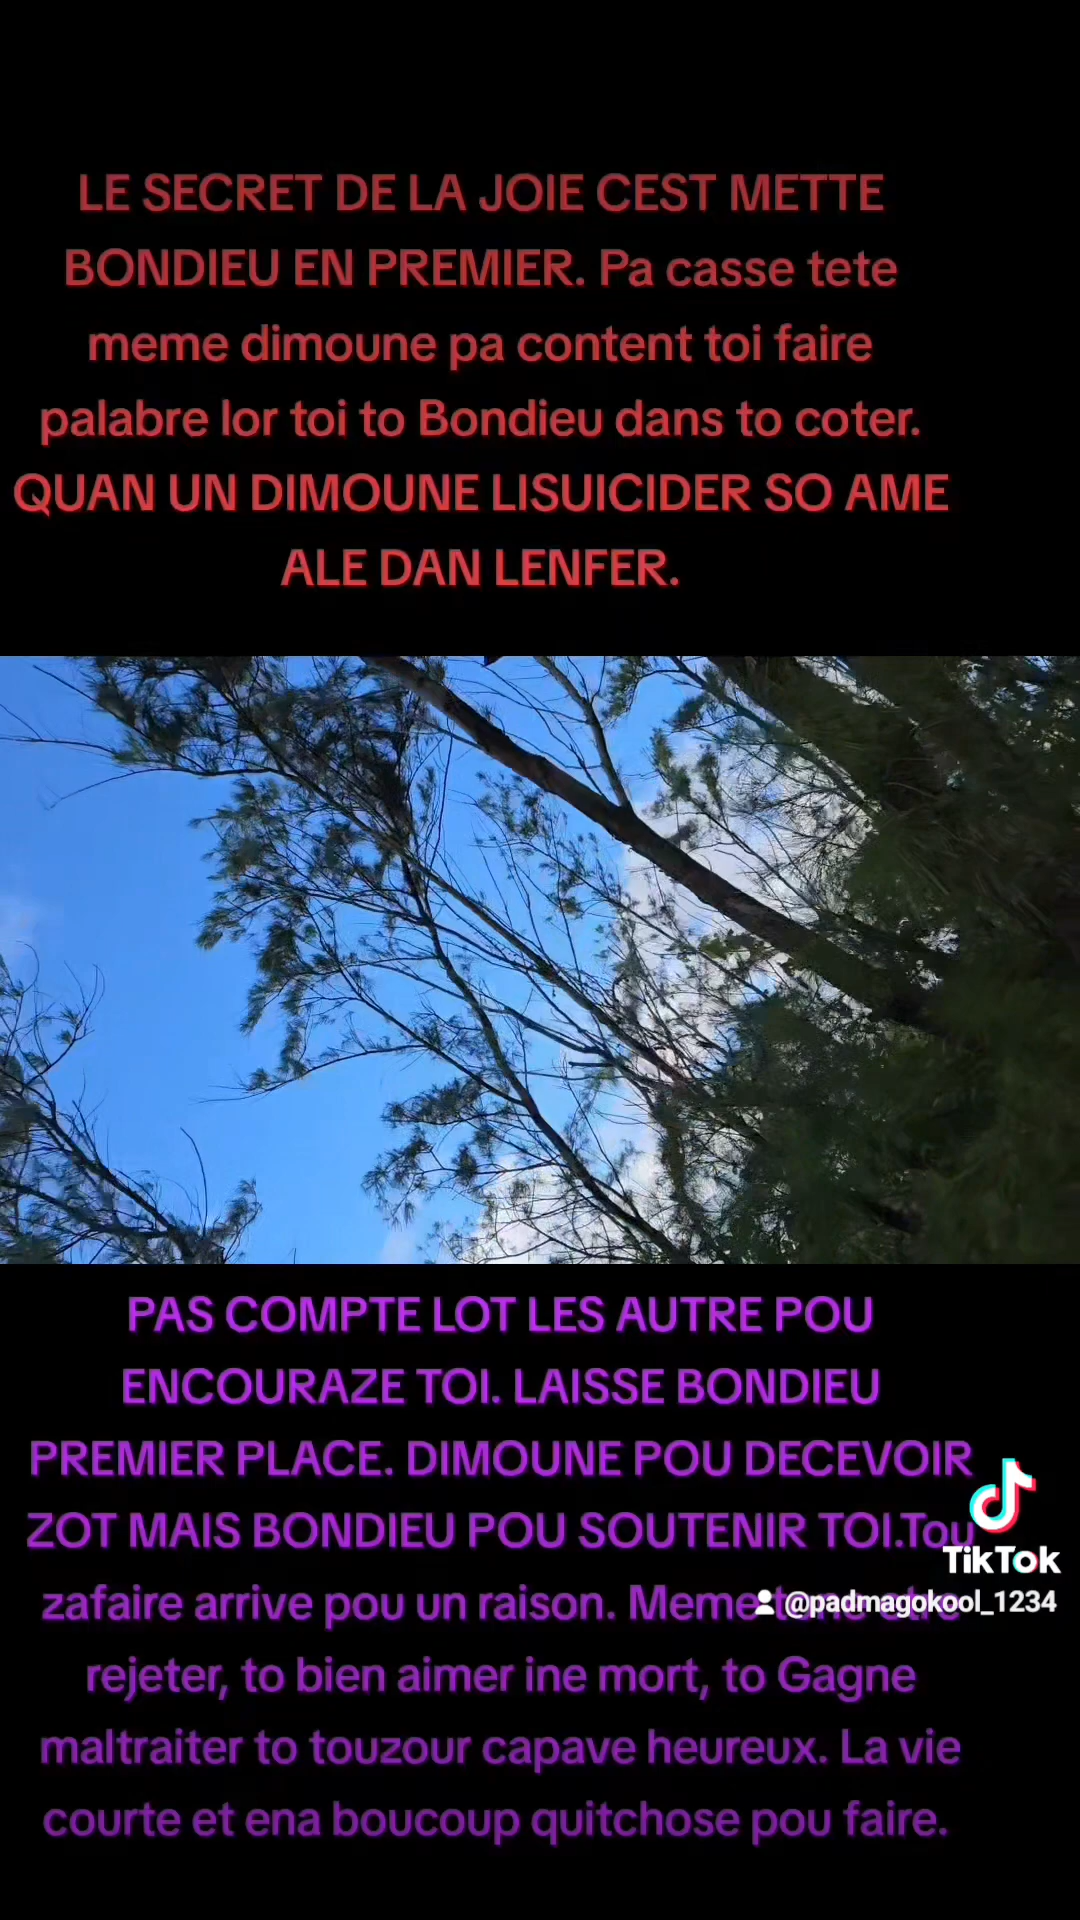 LE SECRET DE LA JOIE CEST METTE
BONDIEU EN PREMIER. Pa casse tete
meme dimoune pa content toi faire
palabre lor toi to Bondieu dans to coter.
QUAN UN DIMOUNE LISUICIDER SO AME
ALE DAN LENFER.
PAS COMPTE LOT LES AUTRE POU
ENCOURAZE TOI. LAISSE BONDIEU
PREMIER PLACE. DIMOUNE POU DECEVOIR
ZOT MAIS BONDIEU POU SOUTENIR TOI.Tou
TikTok
zafaire arrive pou un raison. Meme
@padmagokool_1234
rejeter, to bien aimer ine mort, to Gagne
maltraiter to touzour capave heureux. La vie
courte et ena boucoup quitchose pou faire.